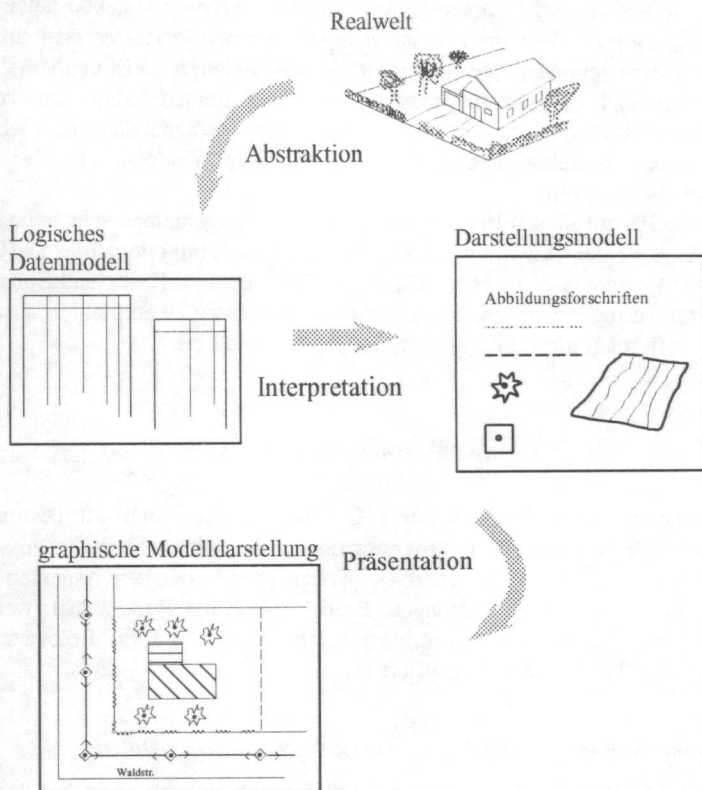 Realwelt
Abstraktion
Logisches
Datenmodell
Darstellungsmodell
Abbildungsforschriften
Interpretation
graphische Modelldarstellung
Präsentation
Waldstr.